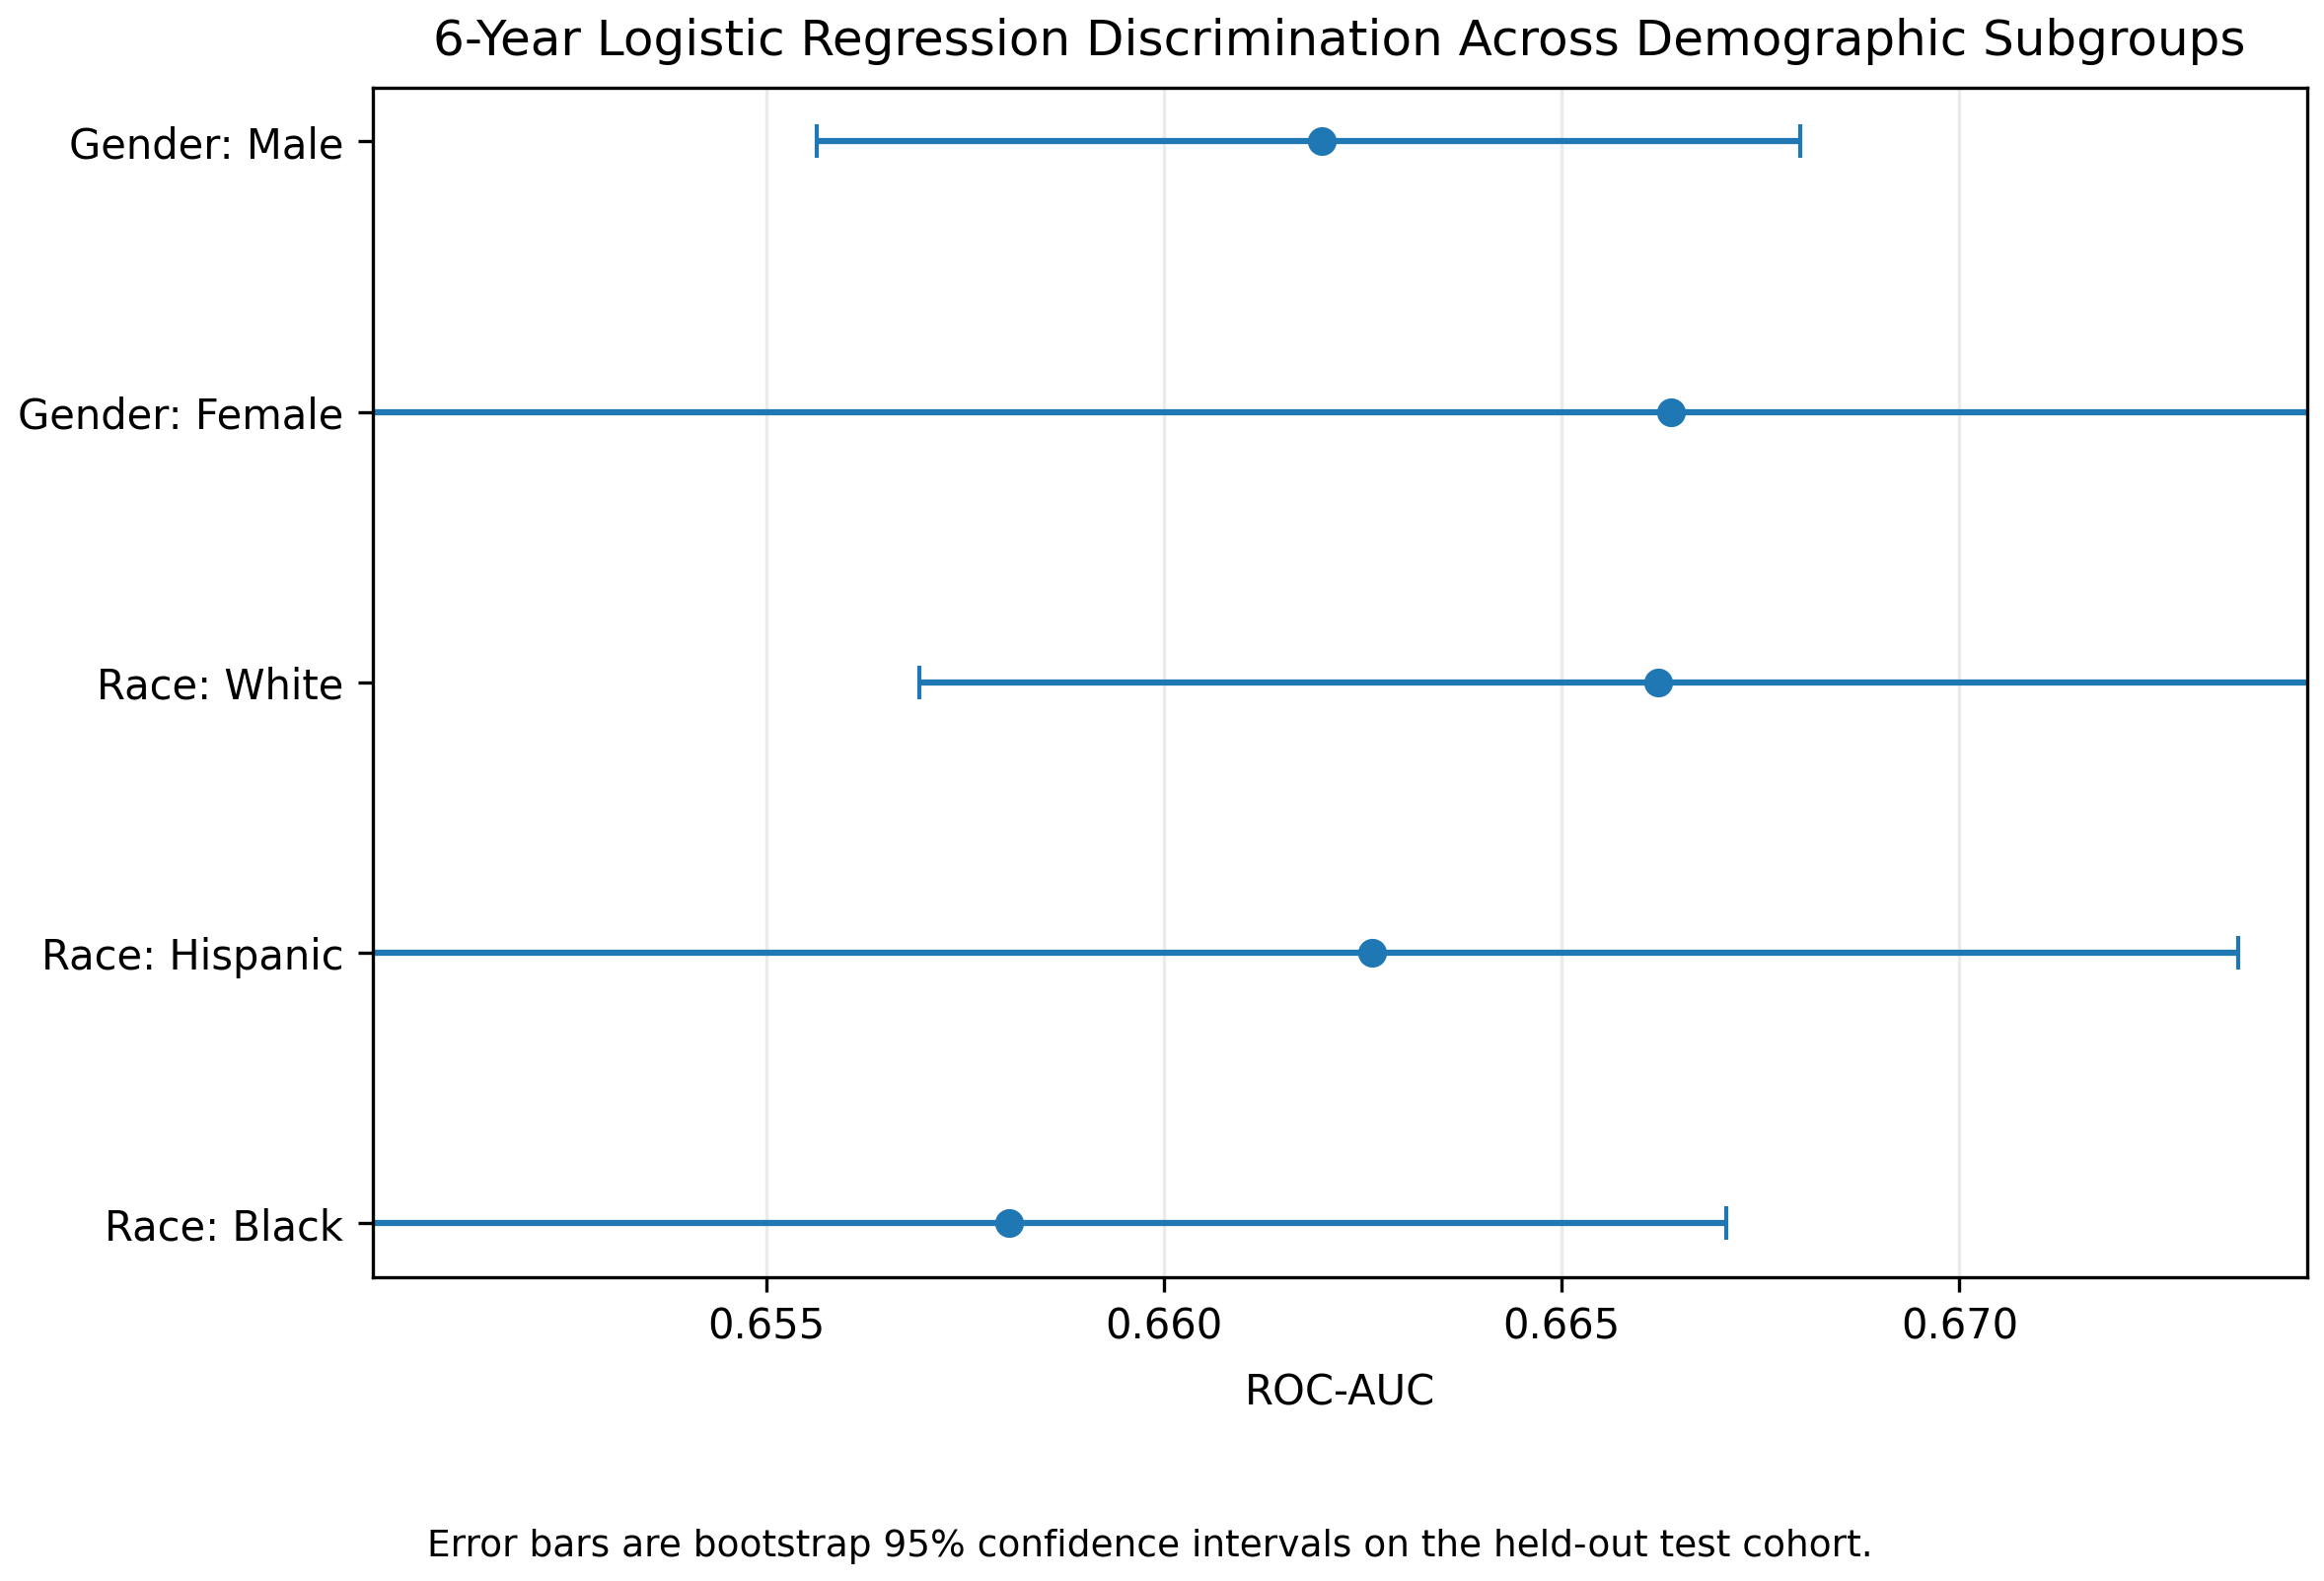 6-Year Logistic Regression Discrimination Across Demographic Subgroups
Gender: Male
Gender: Female
Race: White
Race: Hispanic
Race: Black
0.655 0.660 0.665 0.670
ROC-AUC
Error bars are bootstrap 95% confidence intervals on the held-out test cohort.